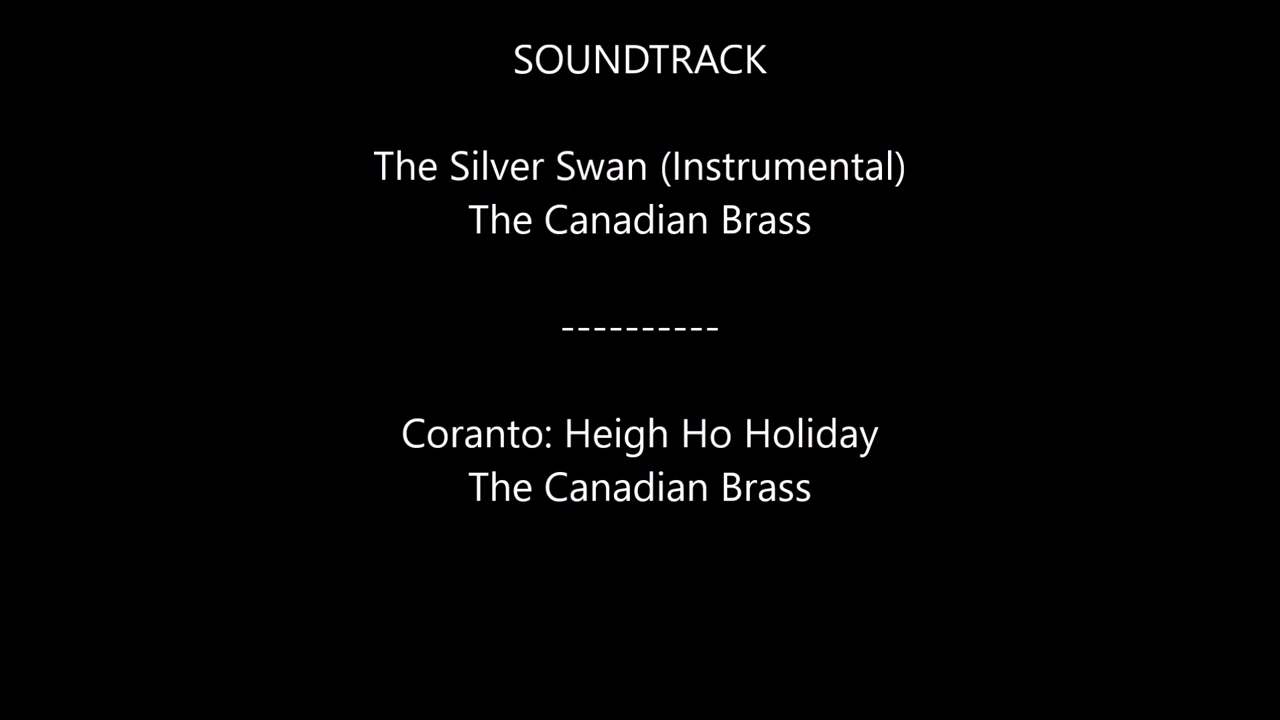 SOUNDTRACK
The Silver Swan (Instrumental)
The Canadian Brass
----------
Coranto: Heigh Ho Holiday
The Canadian Brass